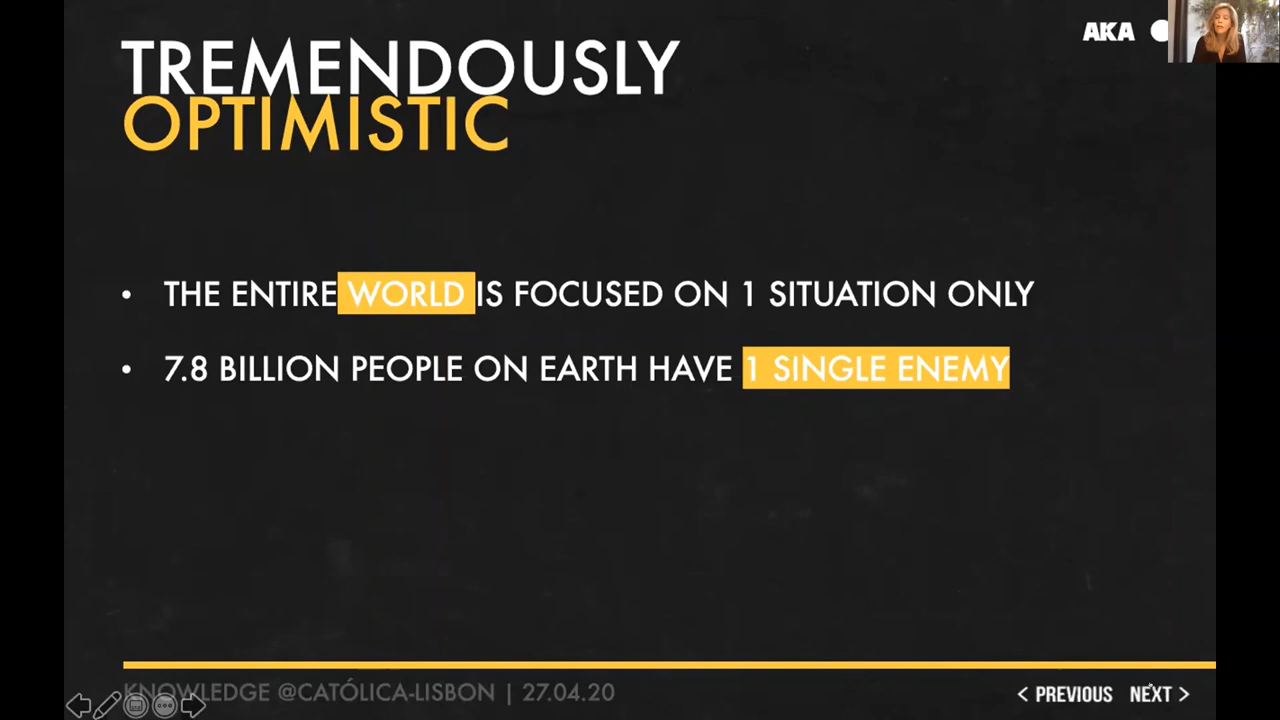 AKA
TREMENDOUSLY
OPTIMISTIC
• THE ENTIRE WORLD IS FOCUSED ON 1 SITUATION ONLY
• 7.8 BILLION PEOPLE ON EARTH HAVE 1 SINGLE ENEMY
KNOWLEDGE @CATÓLICA-LISBON | 27.04.20
< PREVIOUS NEXT >